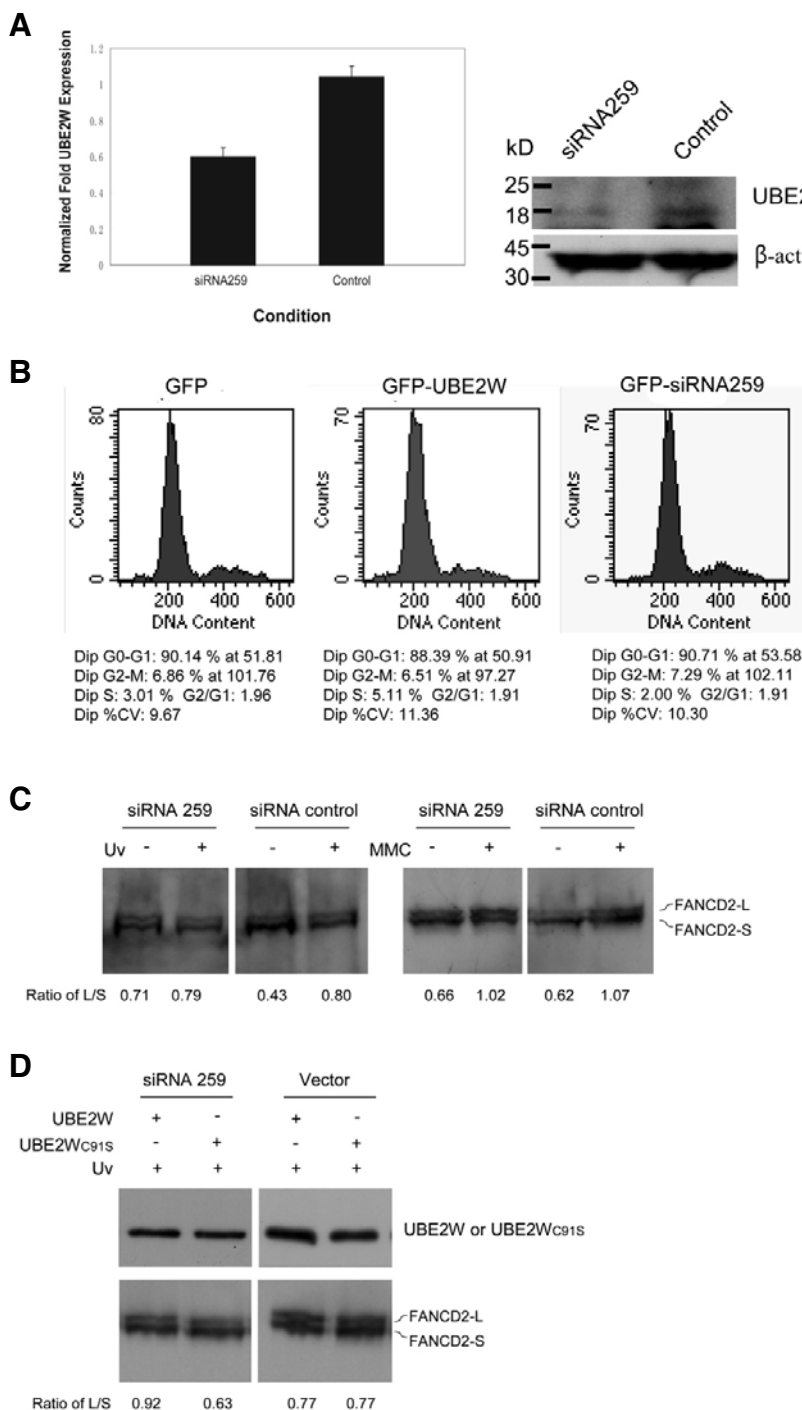 A
Normalized Fold UBE2W Expression
1.2
1
0.8
0.6
0.4
0.2
0
siRNA259
Control
Condition
siRNA259
Control
kD
25
18
UBE2
45
30
β-act
B
GFP
80
0
Counts
200 400 600
DNA Content
Dip G0-G1: 90.14 % at 51.81
Dip G2-M: 6.86 % at 101.76
Dip S: 3.01 % G2/G1: 1.96
Dip %CV: 9.67
GFP-UBE2W
70
0
Counts
200 400 600
DNA Content
Dip G0-G1: 88.39 % at 50.91
Dip G2-M: 6.51 % at 97.27
Dip S: 5.11 % G2/G1: 1.91
Dip %CV: 11.36
GFP-siRNA259
70
0
Counts
200 400 600
DNA Content
Dip G0-G1: 90.71 % at 53.58
Dip G2-M: 7.29 % at 102.11
Dip S: 2.00 % G2/G1: 1.91
Dip %CV: 10.30
C
siRNA 259 siRNA control siRNA 259 siRNA control
Uv - + - + MMC - + - +
FANCD2-L
FANCD2-S
Ratio of L/S 0.71 0.79 0.43 0.80 0.66 1.02 0.62 1.07
D
siRNA 259 Vector
UBE2W + - + -
UBE2WC91S - + - +
Uv + + + +
UBE2W or UBE2WC91S
FANCD2-L
FANCD2-S
Ratio of L/S 0.92 0.63 0.77 0.77